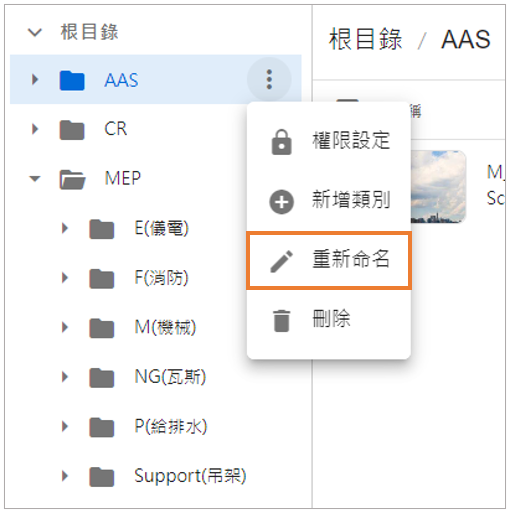 根目錄
AAS
CR
MEP
E(儀電)
F(消防)
M(機械)
NG(瓦斯)
P(給排水)
Support(吊架)
根目錄 / AAS
稱
權限設定
新增類別
重新命名
刪除
M_
Sc